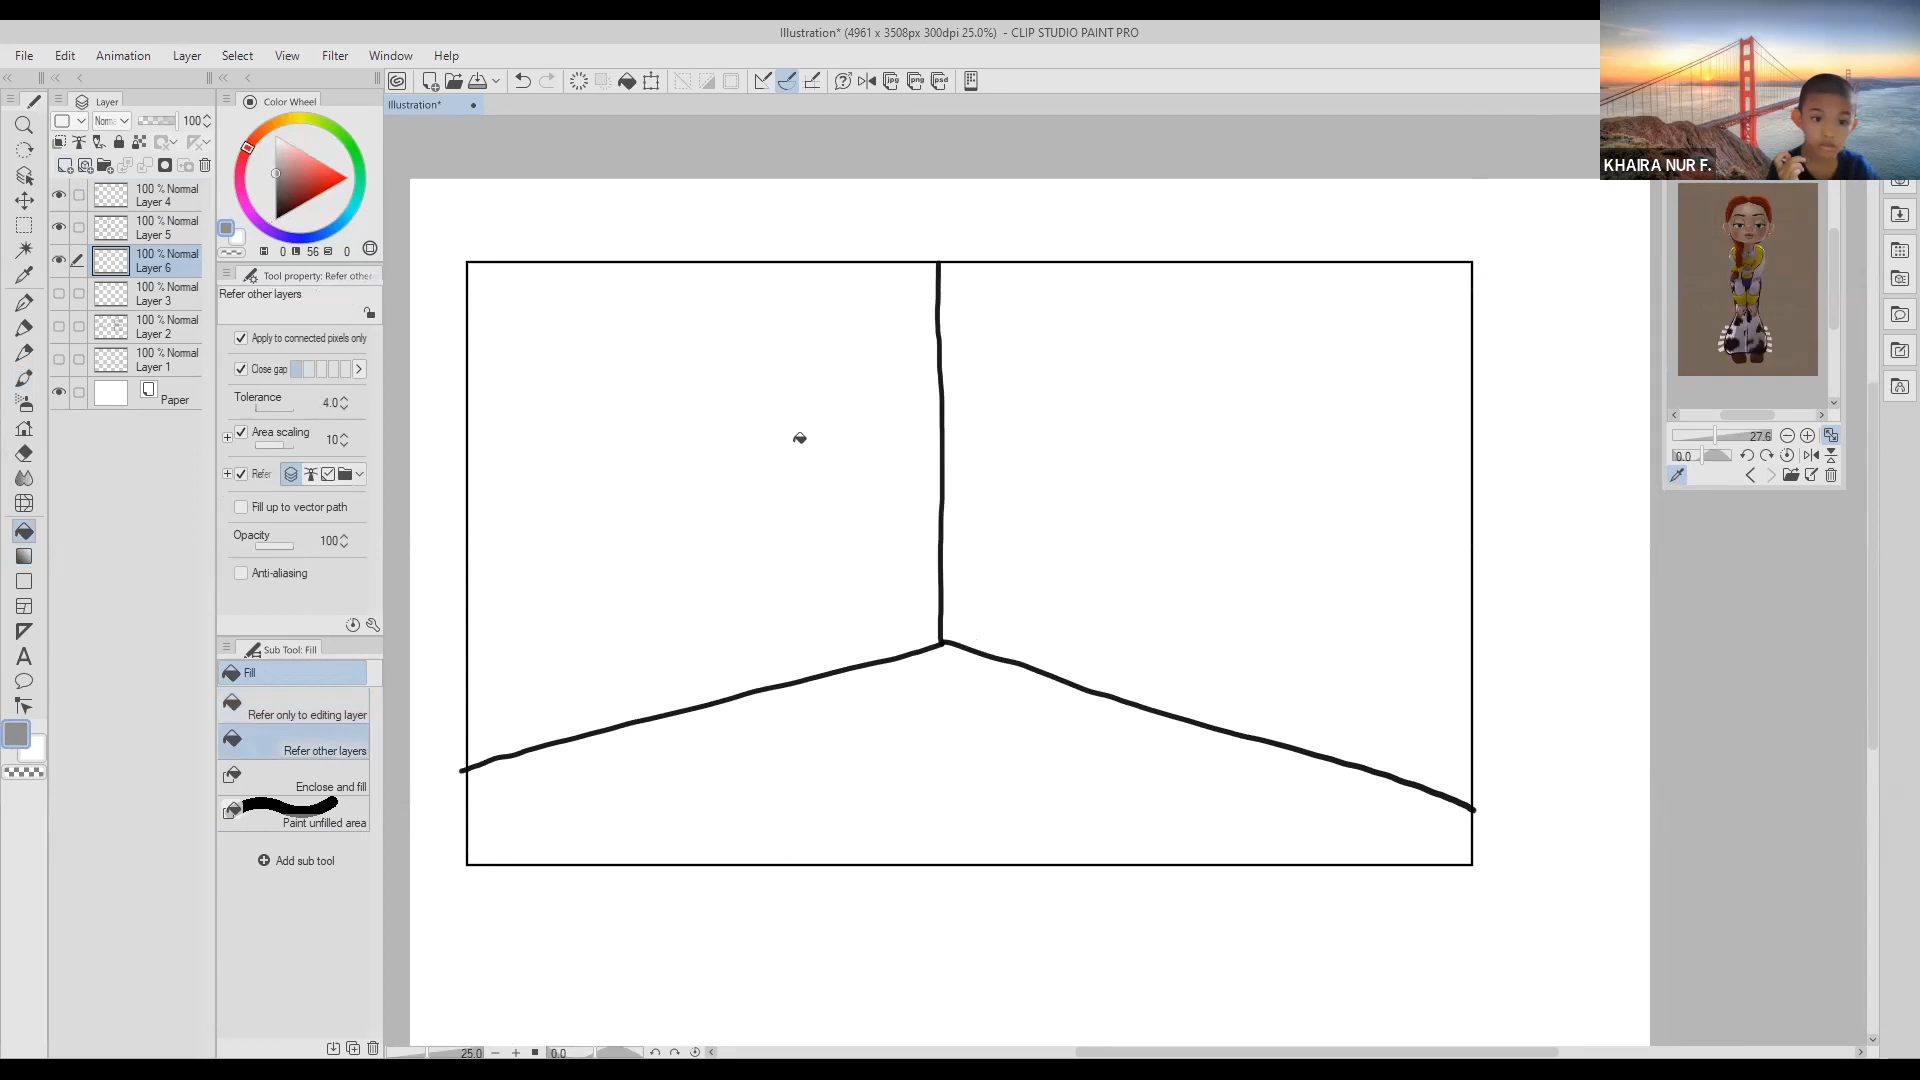 Illustration* (4961 x 3508px 300dpi 25.0%) - CLIP STUDIO PAINT PRO
File Edit Animation Layer Select View Filter Window Help
Illustration*
Layer
Norm 100
100 % Normal
Layer 4
100 % Normal
Layer 5
100 % Normal
Layer 6
100 % Normal
Layer 3
100 % Normal
Layer 2
100 % Normal
Layer 1
Paper
Color Wheel
H 0 L 56 S 0
Tool property: Refer other
Refer other layers
Apply to connected pixels only
Close gap
Tolerance 4.0
Area scaling 10
Refer
Fill up to vector path
Opacity 100
Anti-aliasing
Sub Tool: Fill
Fill
Refer only to editing layer
Refer other layers
Enclose and fill
Paint unfilled area
Add sub tool
25.0 0.0
KHAIRA NUR F.
jpg png psd
27.6
0.0
A